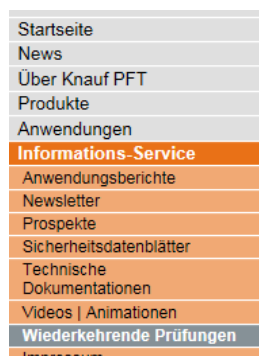 Startseite
News
Über Knauf PFT
Produkte
Anwendungen
Informations-Service
Anwendungsberichte
Newsletter
Prospekte
Sicherheitsdatenblätter
Technische
Dokumentationen
Videos | Animationen
Wiederkehrende Prüfungen
Impressum